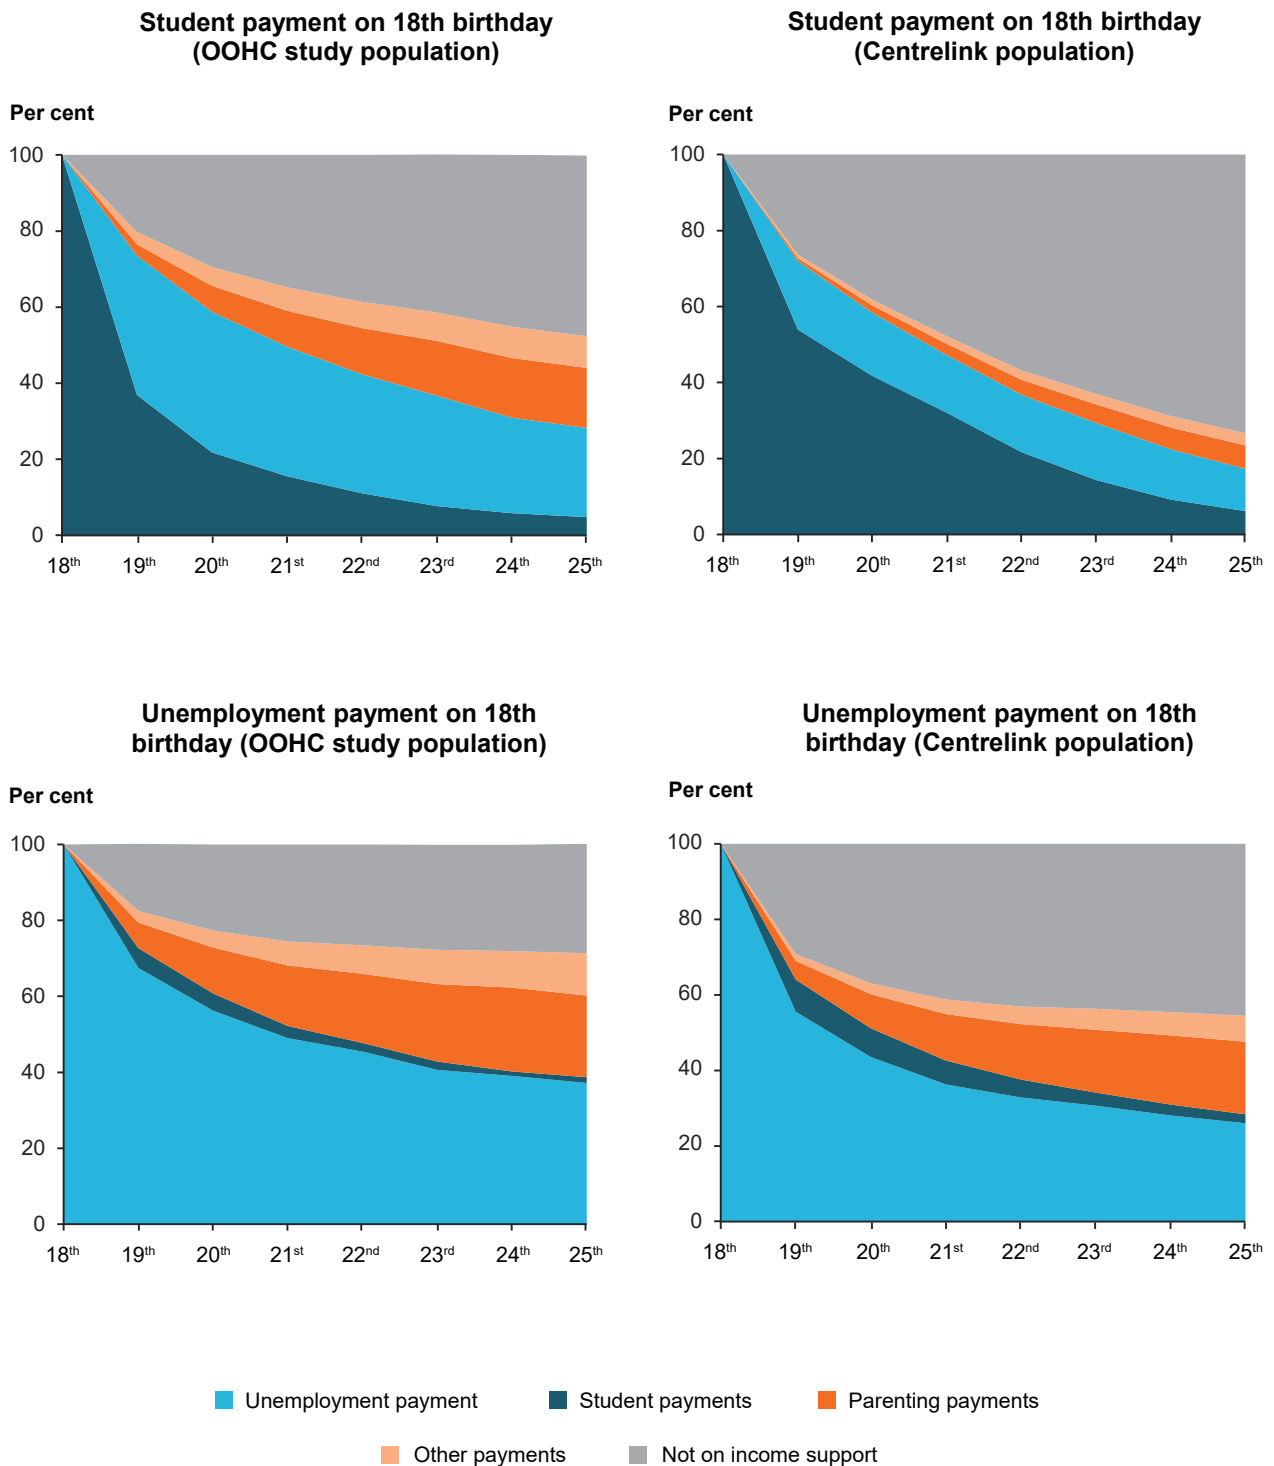 Student payment on 18th birthday
(OOHC study population)
Per cent
100
80
60
40
20
0
18th 19th 20th 21st 22nd 23rd 24th 25th
Student payment on 18th birthday
(Centrelink population)
Per cent
100
80
60
40
20
0
18th 19th 20th 21st 22nd 23rd 24th 25th
Unemployment payment on 18th
birthday (OOHC study population)
Per cent
100
80
60
40
20
0
18th 19th 20th 21st 22nd 23rd 24th 25th
Unemployment payment on 18th
birthday (Centrelink population)
Per cent
100
80
60
40
20
0
18th 19th 20th 21st 22nd 23rd 24th 25th
Unemployment payment Student payments Parenting payments
Other payments Not on income support